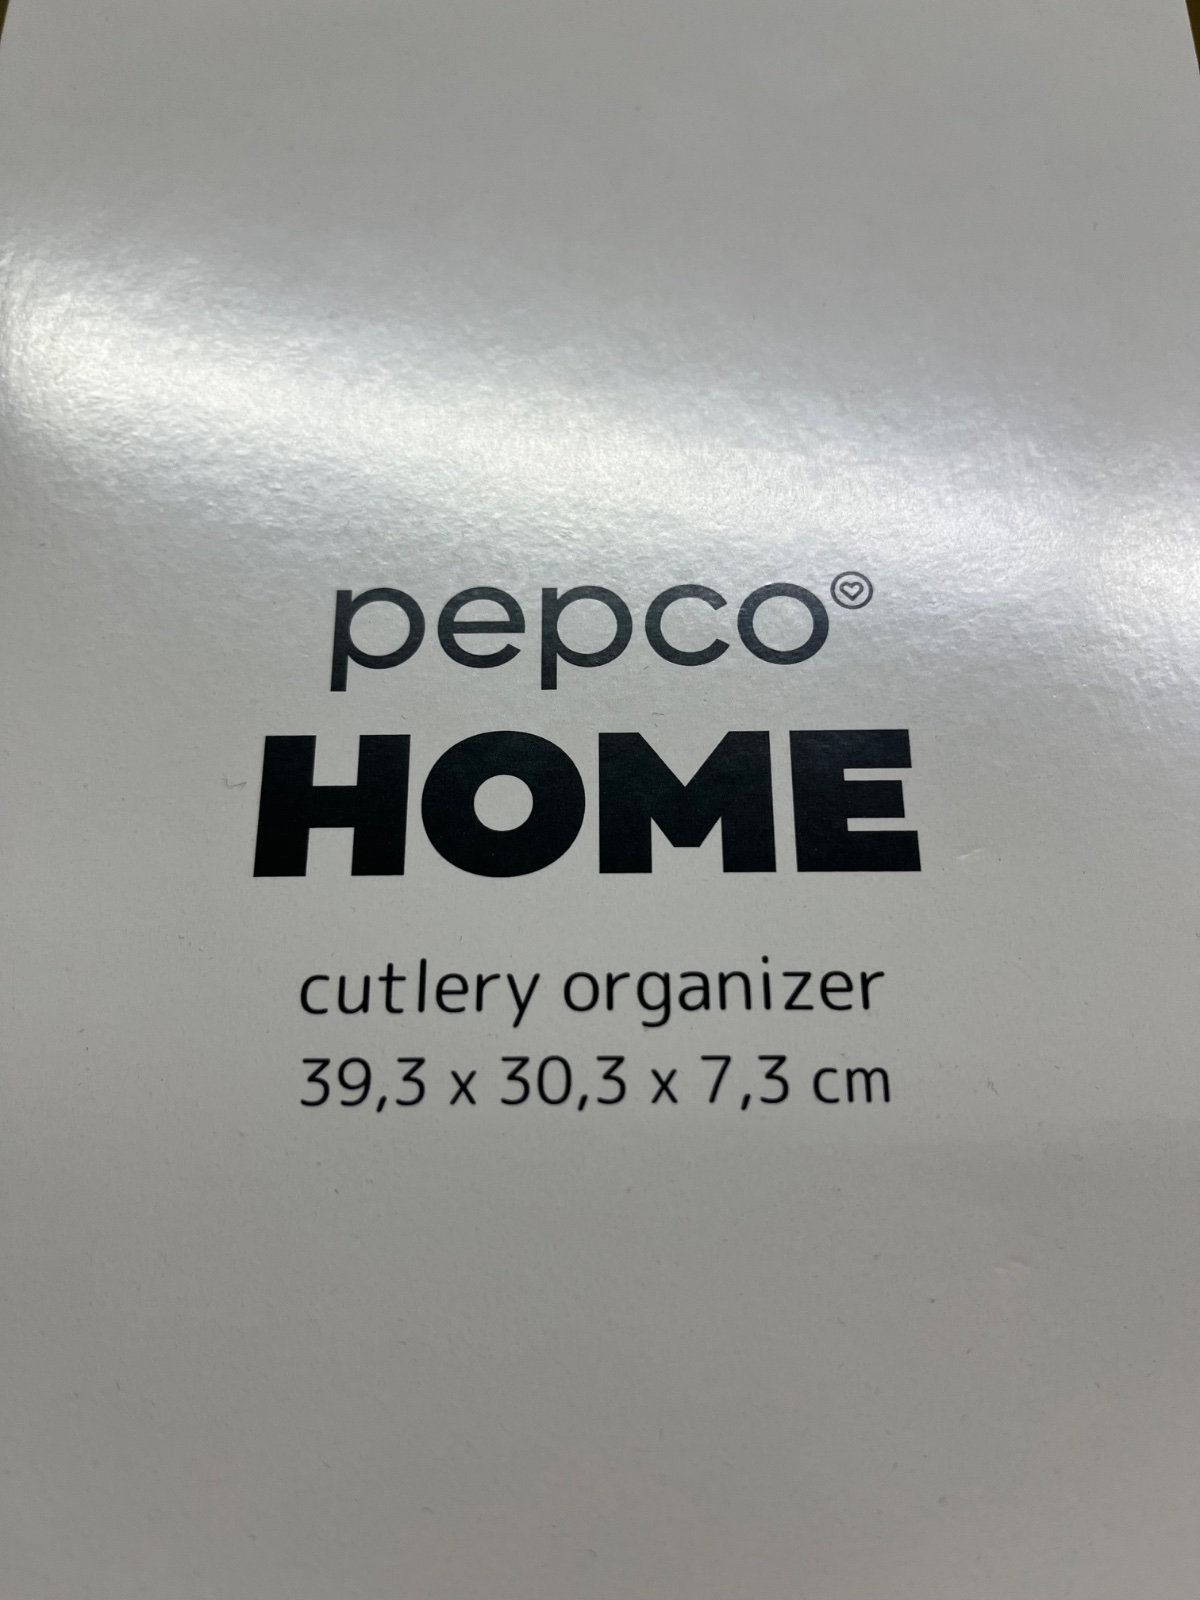 pepco
HOME
cutlery organizer
39,3 x 30,3 x 7,3 cm